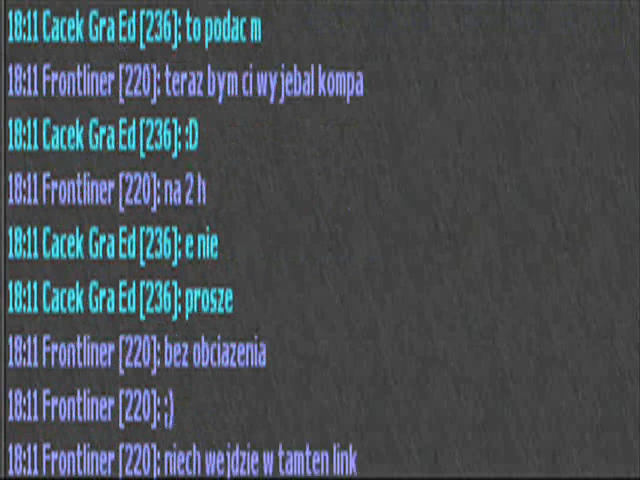 18:11 Cacek Gra Ed [236]: to podac m
18:11 Frontliner [220]: teraz bym ci wyjebal kompa
18:11 Cacek Gra Ed [236]: :D
18:11 Frontliner [220]: na 2 h
18:11 Cacek Gra Ed [236]: e nie
18:11 Cacek Gra Ed [236]: prosze
18:11 Frontliner [220]: bez obciazenia
18:11 Frontliner [220]: ;)
18:11 Frontliner [220]: niech wejdzie w tamten link